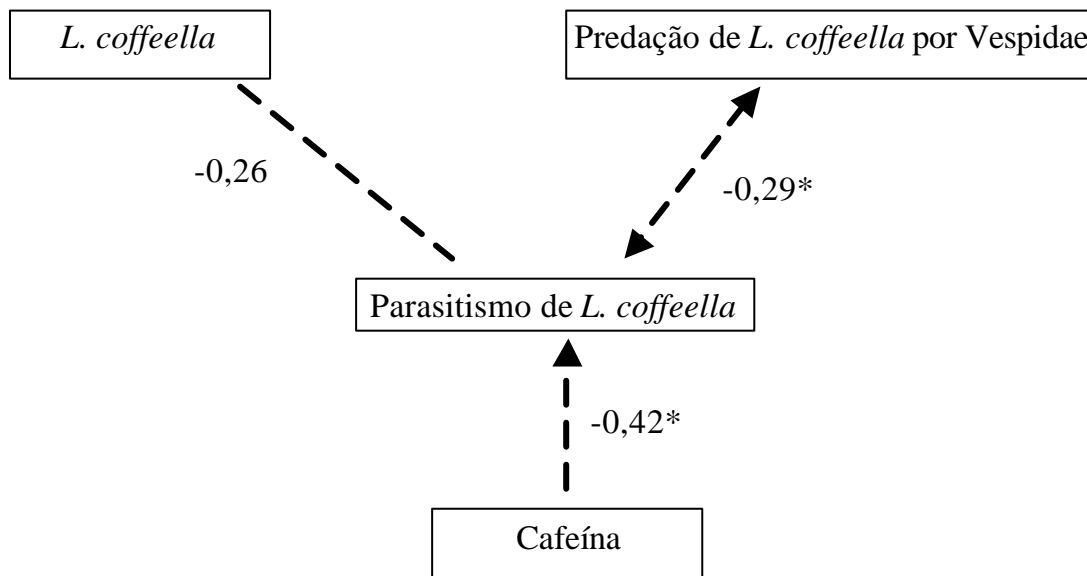 L. coffeella
Predação de L. coffeella por Vespidae
-0,26
-0,29*
Parasitismo de L. coffeella
-0,42*
Cafeína